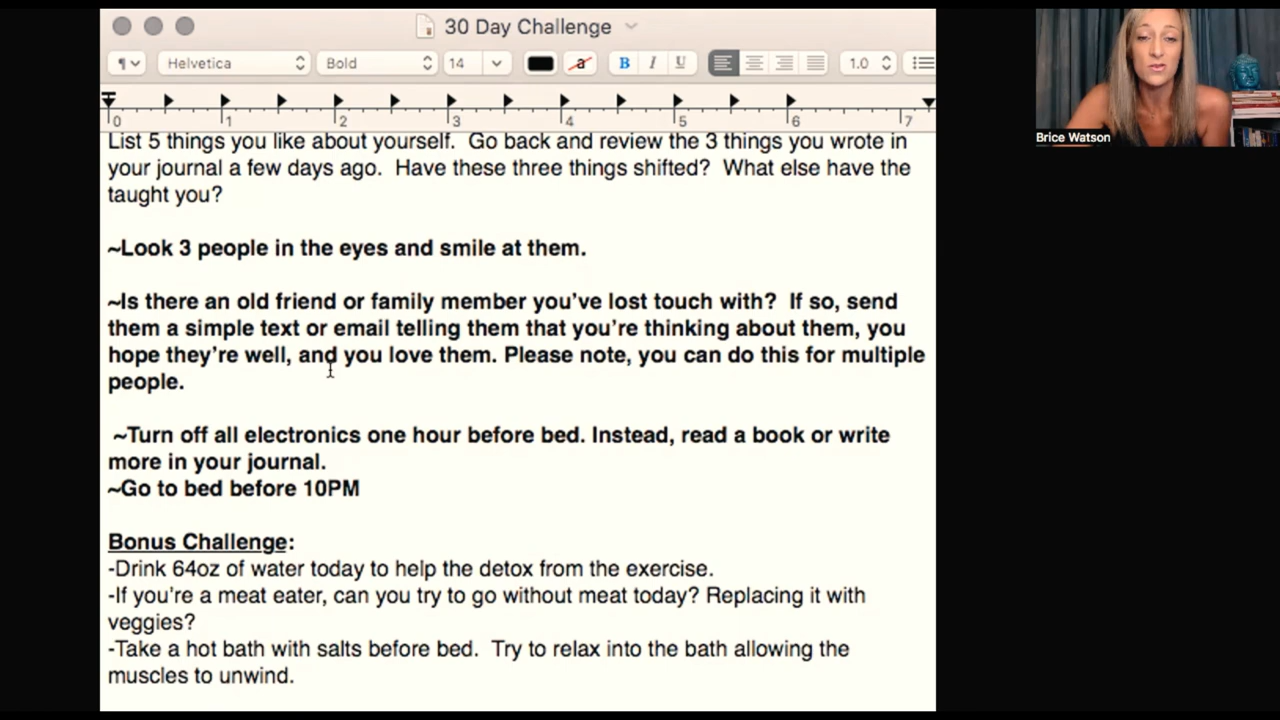 30 Day Challenge
Helvetica Bold 14 a B I U 1.0
0 1 2 3 4 5 6 7
List 5 things you like about yourself.  Go back and review the 3 things you wrote in
your journal a few days ago.  Have these three things shifted?  What else have the
taught you?
~Look 3 people in the eyes and smile at them.
~Is there an old friend or family member you’ve lost touch with?  If so, send
them a simple text or email telling them that you’re thinking about them, you
hope they’re well, and you love them. Please note, you can do this for multiple
people.
~Turn off all electronics one hour before bed. Instead, read a book or write
more in your journal.
~Go to bed before 10PM
Bonus Challenge:
-Drink 64oz of water today to help the detox from the exercise.
-If you’re a meat eater, can you try to go without meat today? Replacing it with
veggies?
-Take a hot bath with salts before bed.  Try to relax into the bath allowing the
muscles to unwind.
Brice Watson